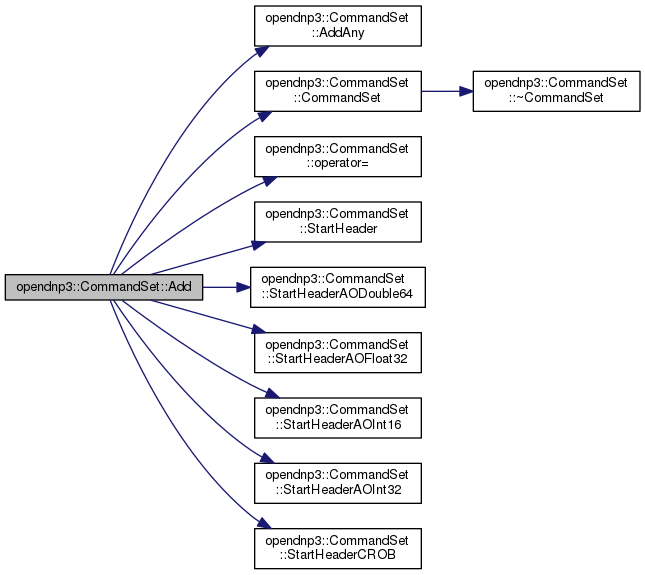 opendnp3::CommandSet::Add
opendnp3::CommandSet
::AddAny
opendnp3::CommandSet
::CommandSet
opendnp3::CommandSet
::~CommandSet
opendnp3::CommandSet
::operator=
opendnp3::CommandSet
::StartHeader
opendnp3::CommandSet
::StartHeaderAODouble64
opendnp3::CommandSet
::StartHeaderAOFloat32
opendnp3::CommandSet
::StartHeaderAOInt16
opendnp3::CommandSet
::StartHeaderAOInt32
opendnp3::CommandSet
::StartHeaderCROB